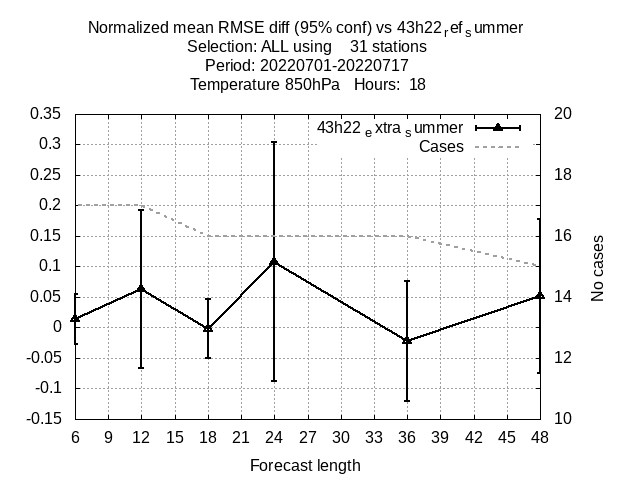 Normalized mean RMSE diff (95% conf) vs 43h22refsummer
Selection: ALL using 31 stations
Period: 20220701-20220717
Temperature 850hPa Hours: 18
43h22extrasummer
Cases
0.35
0.3
0.25
0.2
0.15
0.1
0.05
0
-0.05
-0.1
-0.15
20
18
16
14
12
10
No cases
6 9 12 15 18 21 24 27 30 33 36 39 42 45 48
Forecast length